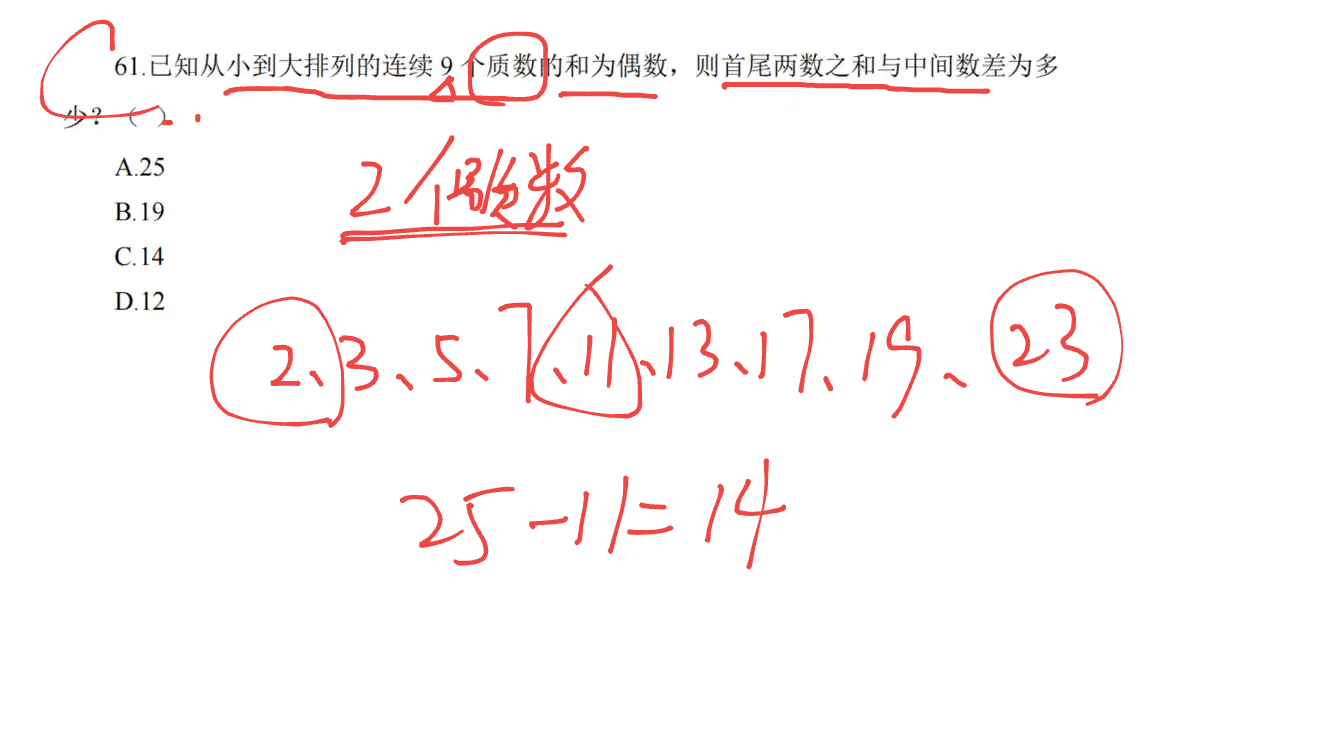 61.已知从小到大排列的连续 9 个质数的和为偶数，则首尾两数之和与中间数差为多
少？（ ）
A.25
B.19
C.14
D.12
2个偶质数
2、3、5、7、11、13、17、19、23
25-11=14